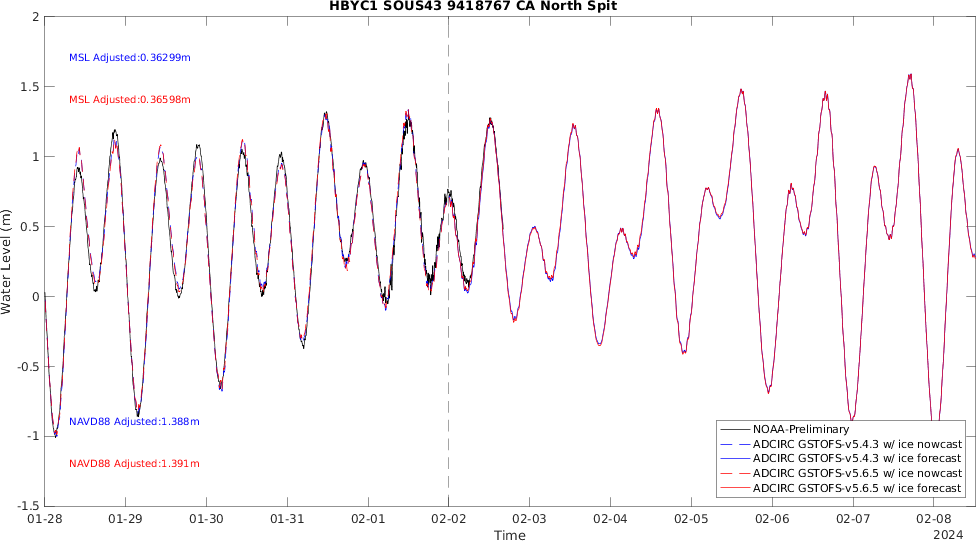 HBYC1 SOUS43 9418767 CA North Spit
2
1.5
1
0.5
0
-0.5
-1
-1.5
Water Level (m)
MSL Adjusted:0.36299m
MSL Adjusted:0.36598m
NAVD88 Adjusted:1.388m
NAVD88 Adjusted:1.391m
NOAA-Preliminary
ADCIRC GSTOFS-v5.4.3 w/ ice nowcast
ADCIRC GSTOFS-v5.4.3 w/ ice forecast
ADCIRC GSTOFS-v5.6.5 w/ ice nowcast
ADCIRC GSTOFS-v5.6.5 w/ ice forecast
01-28 01-29 01-30 01-31 02-01 02-02 02-03 02-04 02-05 02-06 02-07 02-08
Time
2024